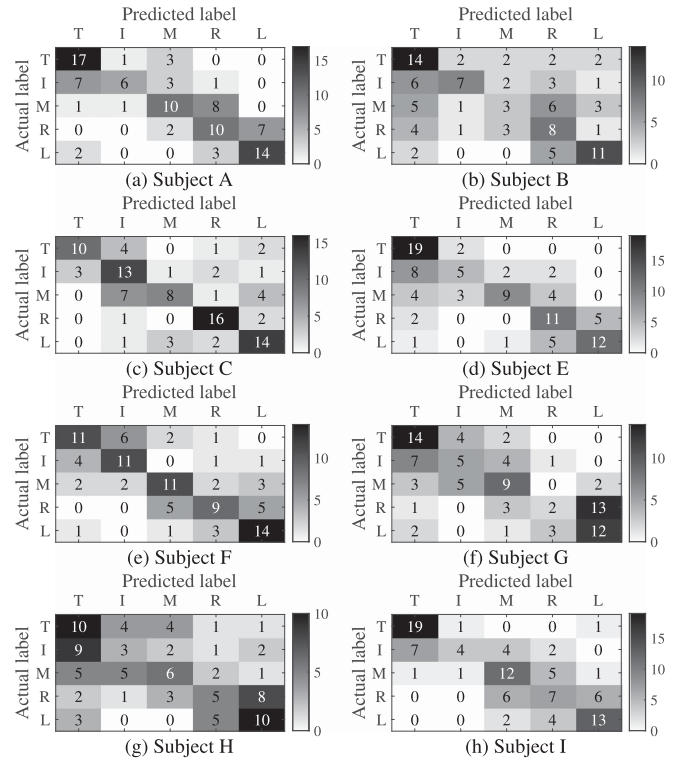 Predicted label
T I M R L
Actual label
T 17 1 3 0 0
I 7 6 3 1 0
M 1 1 10 8 0
R 0 0 2 10 7
L 2 0 0 3 14
15
10
5
0
(a) Subject A
Predicted label
T I M R L
Actual label
T 14 2 2 2 2
I 6 7 2 3 1
M 5 1 3 6 3
R 4 1 3 8 1
L 2 0 0 5 11
10
5
0
(b) Subject B
Predicted label
T I M R L
Actual label
T 10 4 0 1 2
I 3 13 1 2 1
M 0 7 8 1 4
R 0 1 0 16 2
L 0 1 3 2 14
15
10
5
0
(c) Subject C
Predicted label
T I M R L
Actual label
T 19 2 0 0 0
I 8 5 2 2 0
M 4 3 9 4 0
R 2 0 0 11 5
L 1 0 1 5 12
15
10
5
0
(d) Subject E
Predicted label
T I M R L
Actual label
T 11 6 2 1 0
I 4 11 0 1 1
M 2 2 11 2 3
R 0 0 5 9 5
L 1 0 1 3 14
10
5
0
(e) Subject F
Predicted label
T I M R L
Actual label
T 14 4 2 0 0
I 7 5 4 1 0
M 3 5 9 0 2
R 1 0 3 2 13
L 2 0 1 3 12
10
5
0
(f) Subject G
Predicted label
T I M R L
Actual label
T 10 4 4 1 1
I 9 3 2 1 2
M 5 5 6 2 1
R 2 1 3 5 8
L 3 0 0 5 10
10
5
0
(g) Subject H
Predicted label
T I M R L
Actual label
T 19 1 0 0 1
I 7 4 4 2 0
M 1 1 12 5 1
R 0 0 6 7 6
L 0 0 2 4 13
15
10
5
0
(h) Subject I